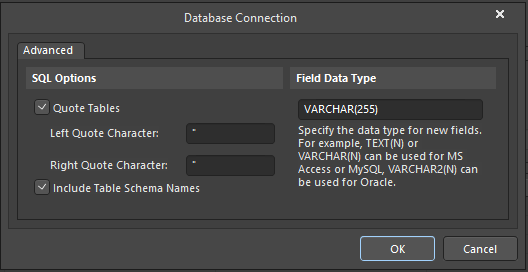 Database Connection
Advanced
SQL Options
Field Data Type
Quote Tables
VARCHAR(255)
Left Quote Character:
"
Specify the data type for new fields.
For example, TEXT(N) or
VARCHAR(N) can be used for MS
Access or MySQL, VARCHAR2(N) can
be used for Oracle.
Right Quote Character:
"
Include Table Schema Names
OK
Cancel